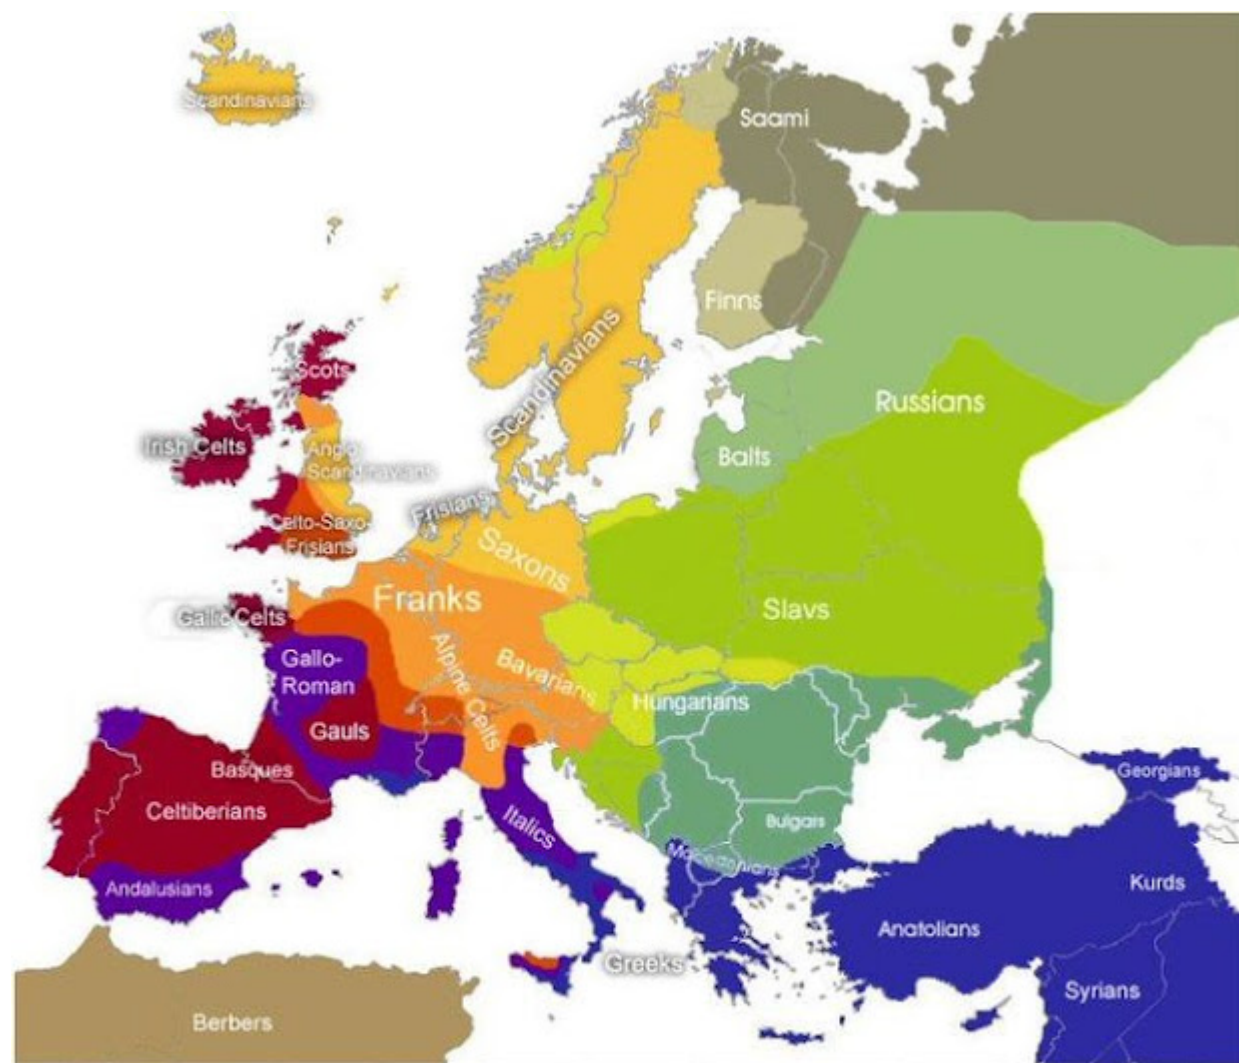 Scandinavians
Saami
Finns
Scandinavians
Scots
Russians
Irish Celts
Anglo
Scandinavians
Balts
Frisians
Celto-Saxo-
Frisians
Saxons
Franks
Slavs
Gallic Celts
Alpine Celts
Bavarians
Gallo-
Roman
Hungarians
Gauls
Basques
Georgians
Celtiberians
Italics
Bulgars
Macedonians
Andalusians
Kurds
Anatolians
Greeks
Syrians
Berbers